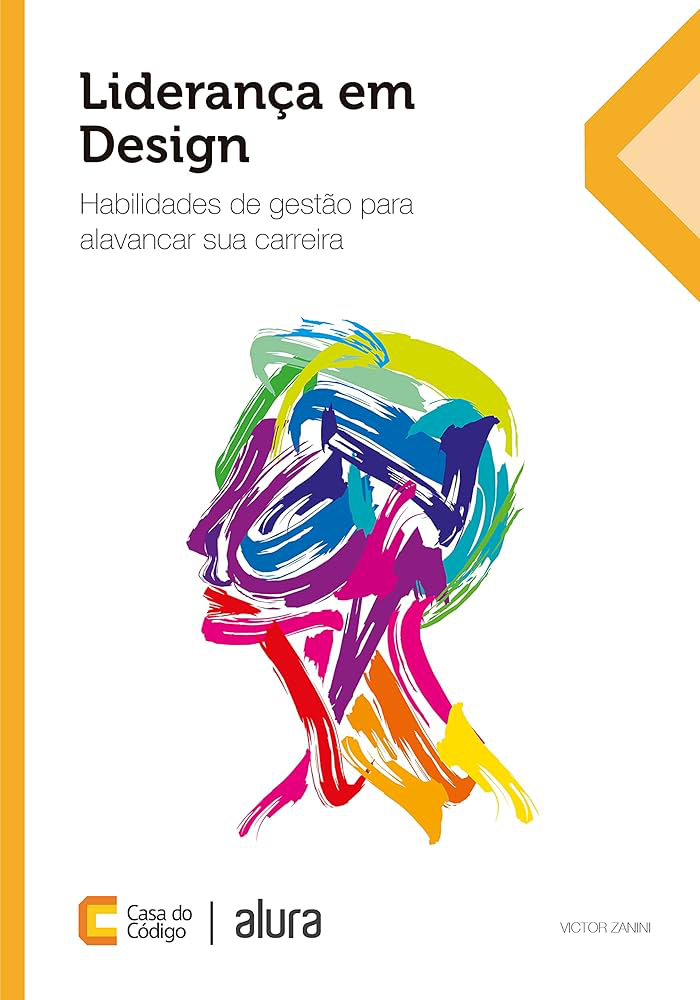 Liderança em
Design
Habilidades de gestão para
alavancar sua carreira
Casa do
Código
alura
VICTOR ZANINI